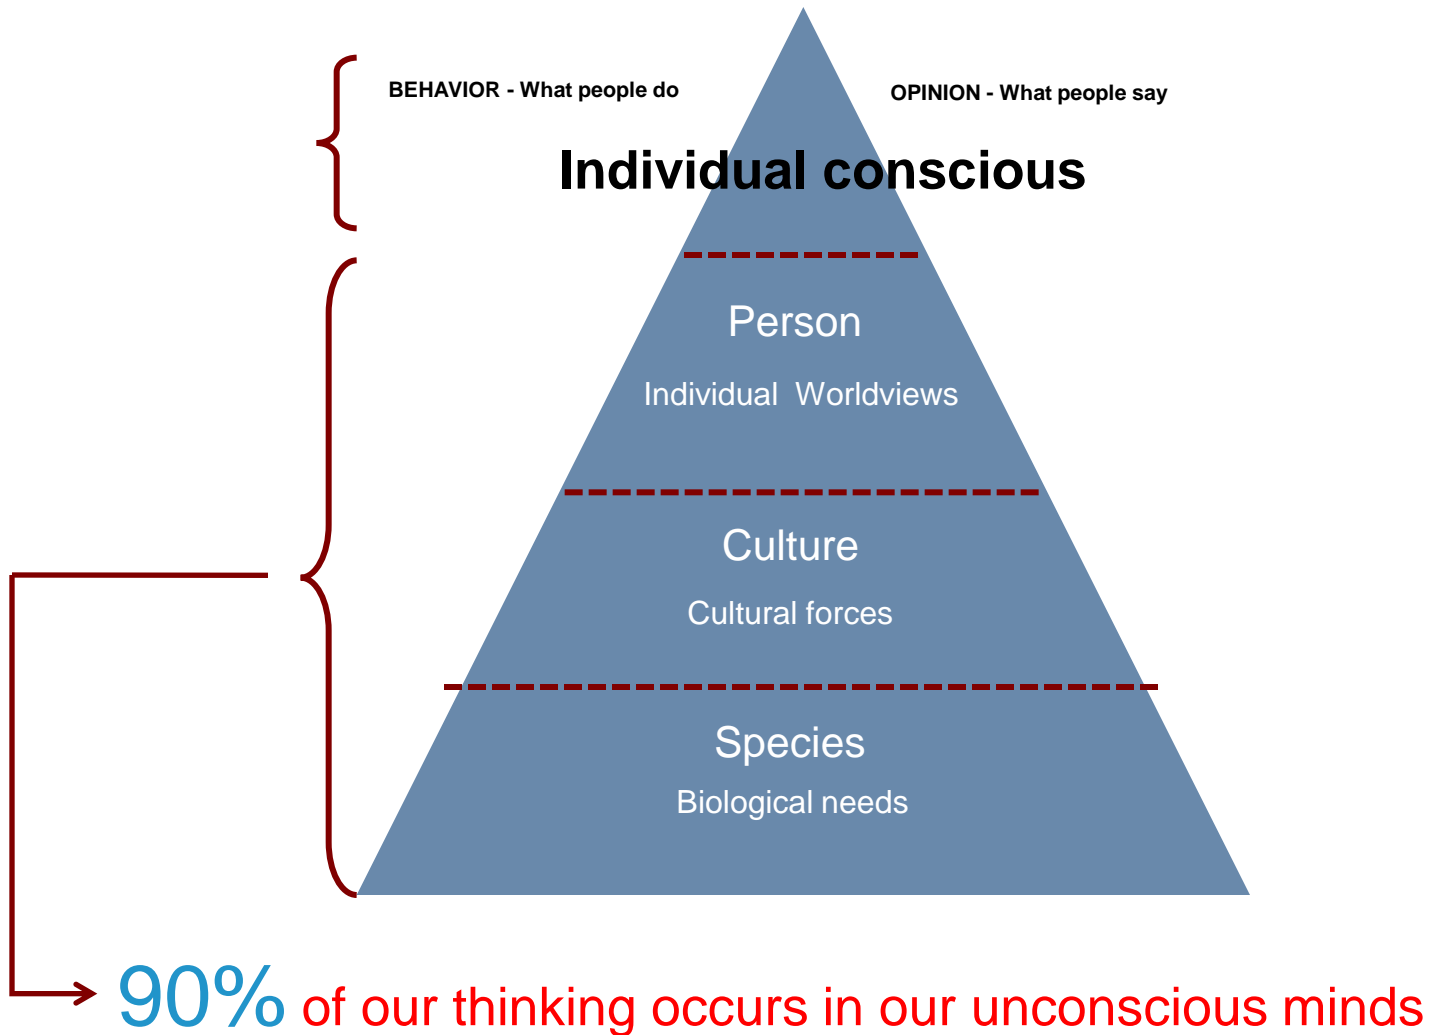 BEHAVIOR - What people do
OPINION - What people say
Individual conscious
Person
Individual Worldviews
Culture
Cultural forces
Species
Biological needs
90% of our thinking occurs in our unconscious minds